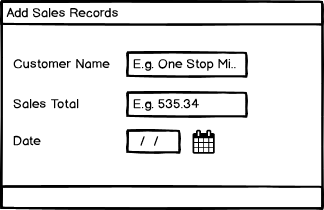 Add Sales Records
Customer Name E.g. One Stop Mi..
Sales Total E.g. 535.34
Date / /